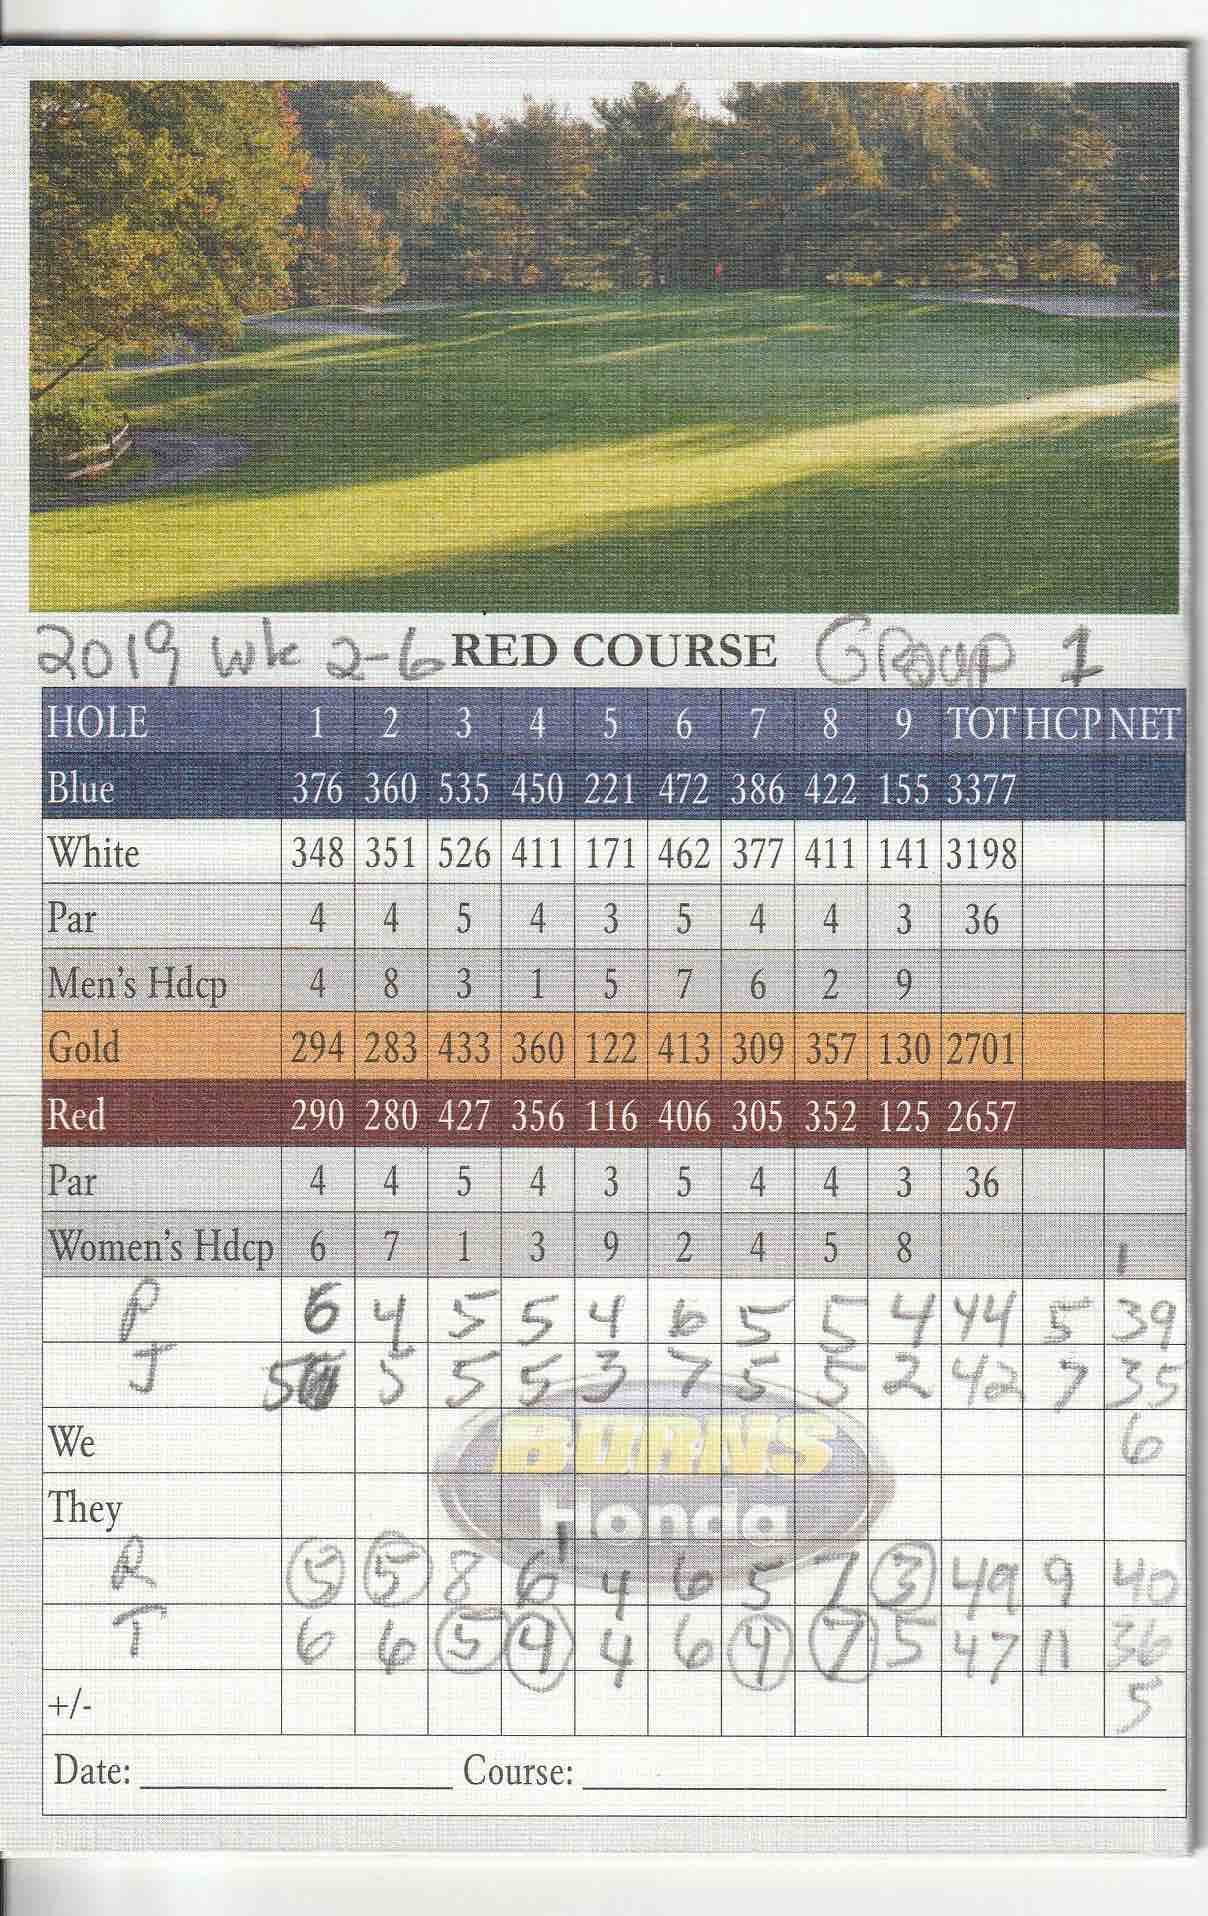 2019 Wk 2-6 RED COURSE GROUP 1
HOLE 1 2 3 4 5 6 7 8 9 TOT HCP NET
Blue 376 360 535 450 221 472 386 422 155 3377
White 348 351 526 411 171 462 377 411 141 3198
Par 4 4 5 4 3 5 4 4 3 36
Men's Hdcp 4 8 3 1 5 7 6 2 9
Gold 294 283 433 360 122 413 309 357 130 2701
Red 290 280 427 356 116 406 305 352 125 2657
Par 4 4 5 4 3 5 4 4 3 36
Women's Hdcp 6 7 1 3 9 2 4 5 8 1
P 6 4 5 5 4 6 5 5 4 44 5 39
J 5 5 5 5 3 7 5 5 2 42 7 35
We 6
BURNS
They
Honda
R 5 5 8 6 4 6 5 7 3 49 9 40
T 6 6 5 4 4 6 4 7 5 47 11 36
+/- 5
Date: Course: